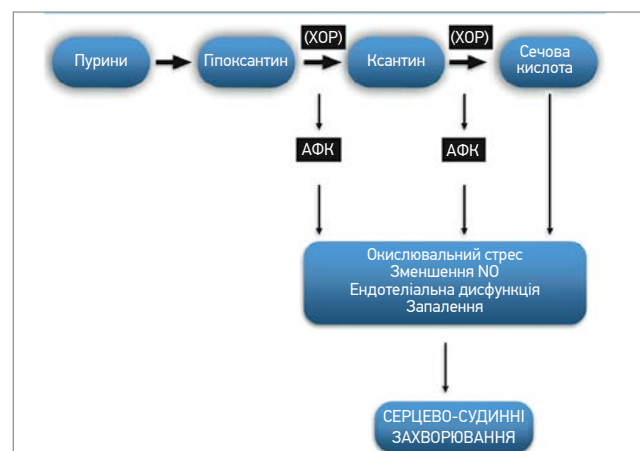 (ХОР)
(ХОР)
Пурини
Гіпоксантин
Ксантин
Сечова
кислота
АФК
АФК
Окислювальний стрес
Зменшення NO
Ендотеліальна дисфункція
Запалення
СЕРЦЕВО-СУДИННІ
ЗАХВОРЮВАННЯ